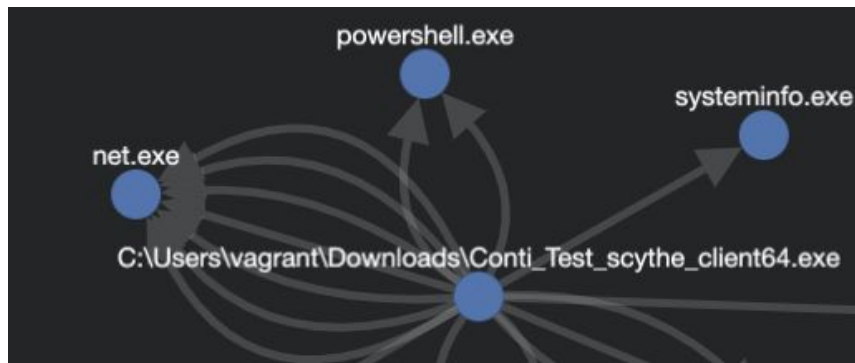 powershell.exe
systeminfo.exe
net.exe
C:\Users\vagrant\Downloads\Conti_Test_scythe_client64.exe